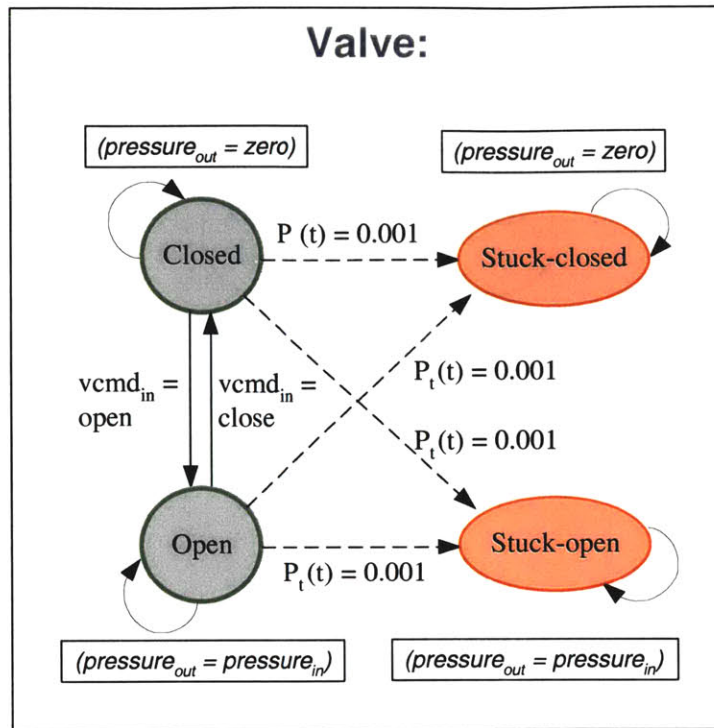 Valve:
(pressure_out = zero)
(pressure_out = zero)
Closed
P (t) = 0.001
Stuck-closed
vcmd_in =
open
vcmd_in =
close
P_t(t) = 0.001
P_t(t) = 0.001
Open
P_t(t) = 0.001
Stuck-open
(pressure_out = pressure_in)
(pressure_out = pressure_in)